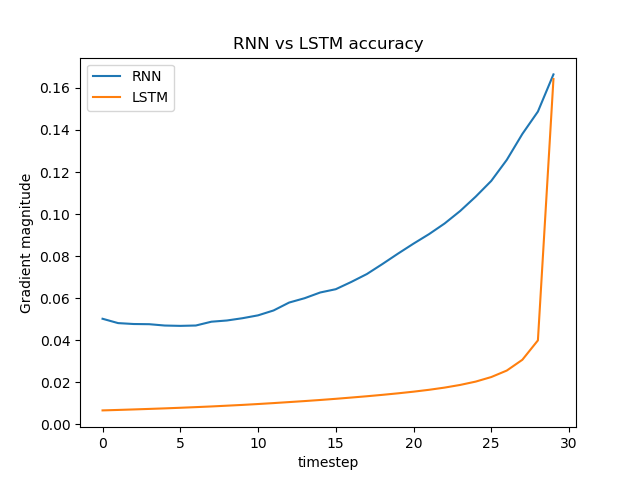 RNN vs LSTM accuracy
RNN
LSTM
Gradient magnitude
0.16
0.14
0.12
0.10
0.08
0.06
0.04
0.02
0.00
0 5 10 15 20 25 30
timestep